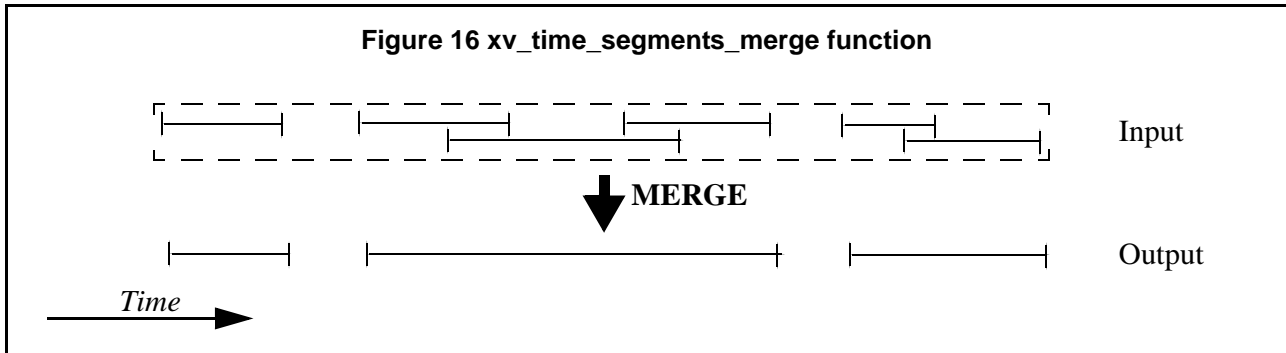 Figure 16 xv_time_segments_merge function
Input
MERGE
Output
Time